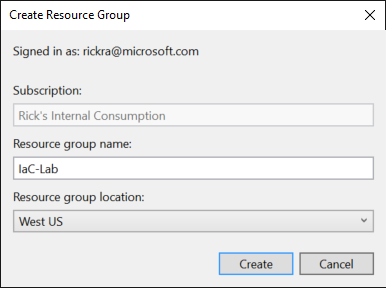 Create Resource Group
Signed in as: rickra@microsoft.com
Subscription:
Rick's Internal Consumption
Resource group name:
IaC-Lab
Resource group location:
West US
Create
Cancel